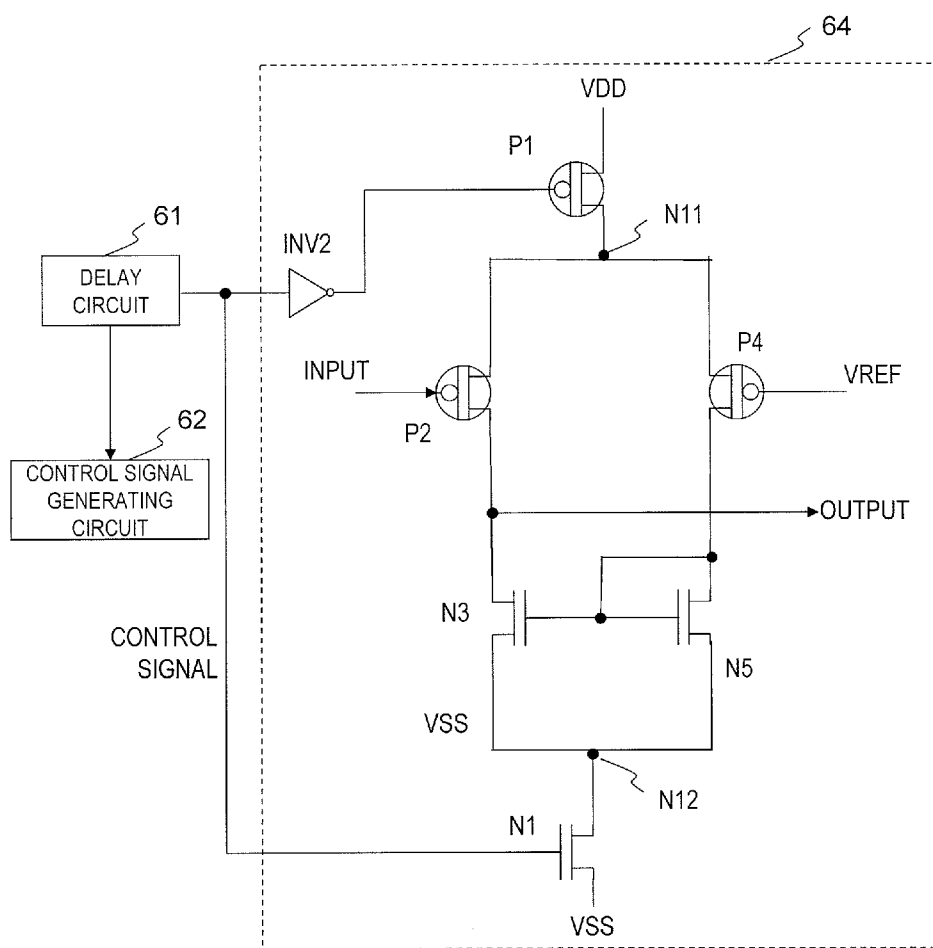 64
VDD
P1
N11
61
INV2
DELAY
CIRCUIT
P4
INPUT
VREF
P2
62
CONTROL SIGNAL
GENERATING
CIRCUIT
OUTPUT
N3
N5
CONTROL
SIGNAL
VSS
N12
N1
VSS